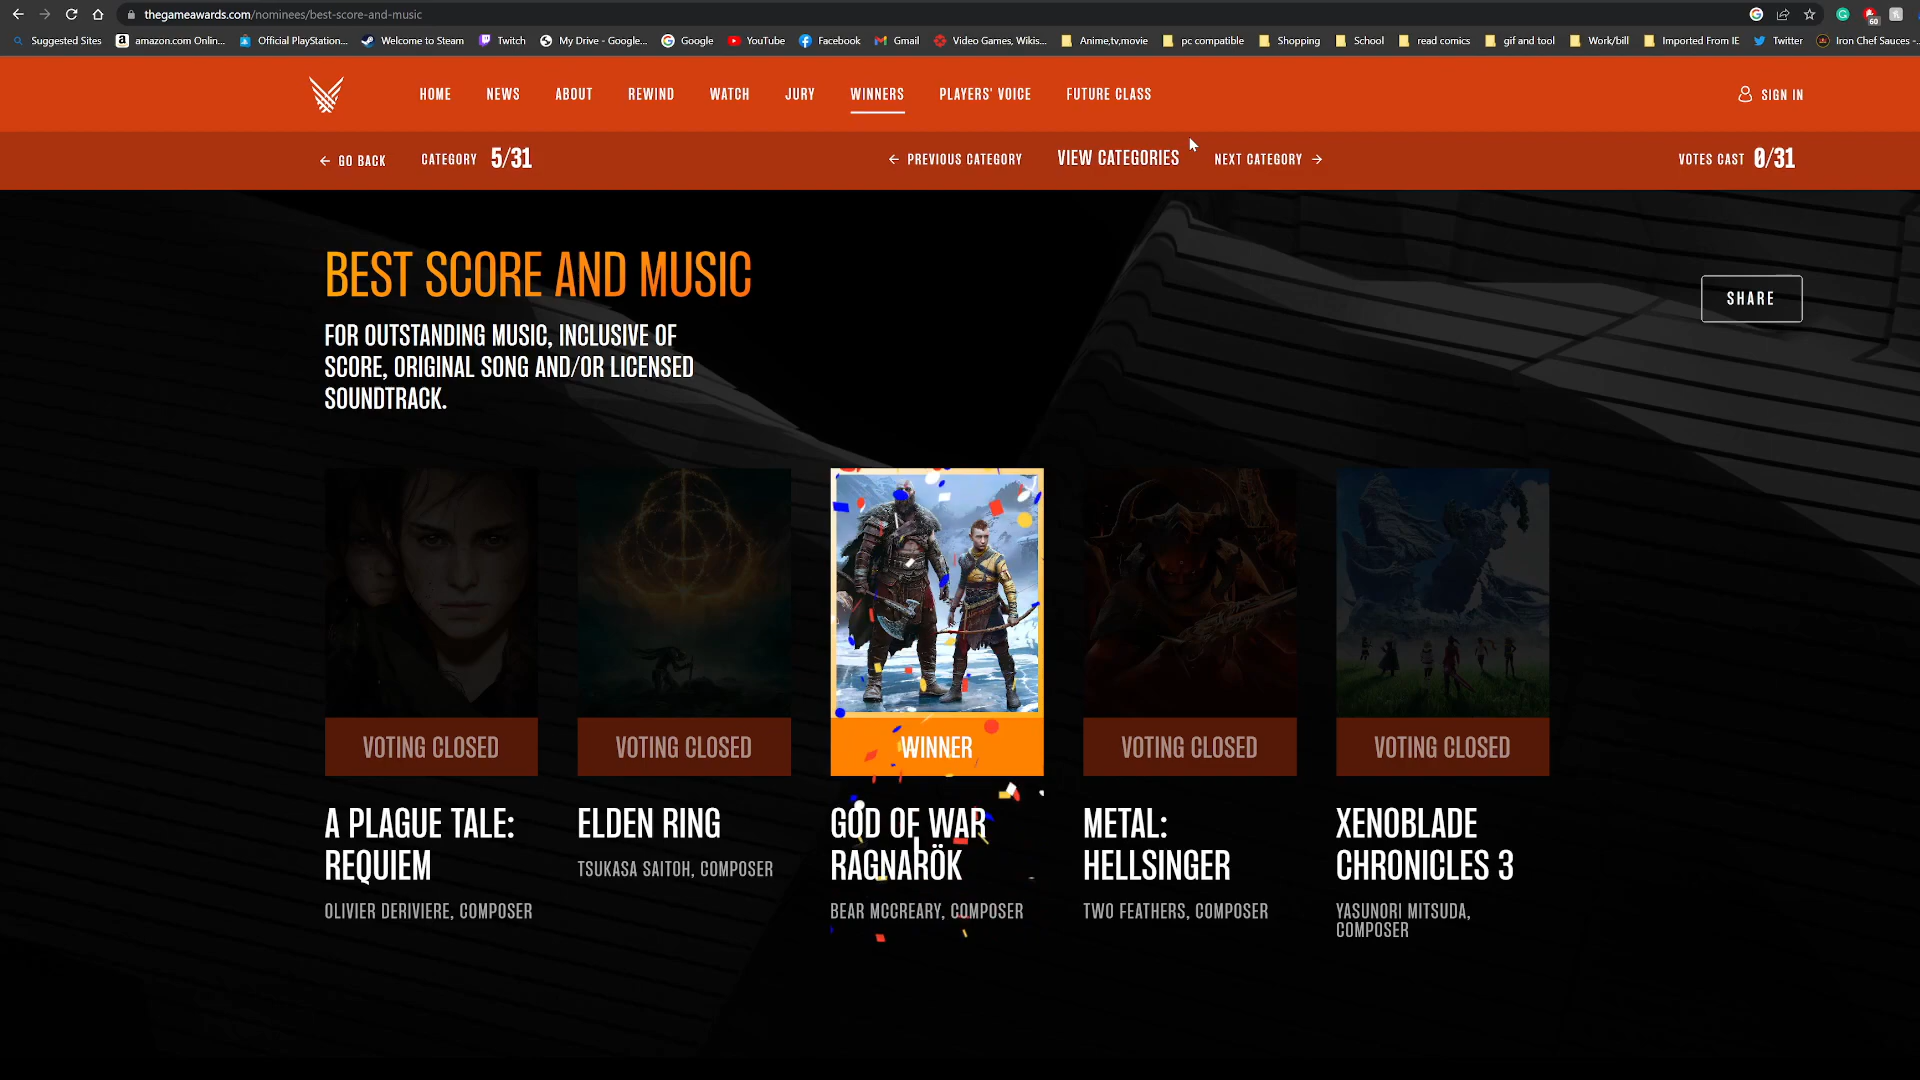 thegameawards.com/nominees/best-score-and-music
60
Suggested Sites amazon.com Onlin... Official PlayStation... Welcome to Steam Twitch My Drive - Google... Google YouTube Facebook Gmail Video Games, Wikis... Anime,tv,movie pc compatible Shopping School read comics gif and tool Work/bill Imported From IE Twitter Iron Chef Sauces -...
HOME NEWS ABOUT REWIND WATCH JURY WINNERS PLAYERS' VOICE FUTURE CLASS SIGN IN
GO BACK CATEGORY 5/31 PREVIOUS CATEGORY VIEW CATEGORIES NEXT CATEGORY VOTES CAST 0/31
BEST SCORE AND MUSIC
FOR OUTSTANDING MUSIC, INCLUSIVE OF
SCORE, ORIGINAL SONG AND/OR LICENSED
SOUNDTRACK.
SHARE
VOTING CLOSED
A PLAGUE TALE:
REQUIEM
OLIVIER DERIVIERE, COMPOSER
VOTING CLOSED
ELDEN RING
TSUKASA SAITOH, COMPOSER
WINNER
GOD OF WAR
RAGNARÖK
BEAR MCCREARY, COMPOSER
VOTING CLOSED
METAL:
HELLSINGER
TWO FEATHERS, COMPOSER
VOTING CLOSED
XENOBLADE
CHRONICLES 3
YASUNORI MITSUDA,
COMPOSER